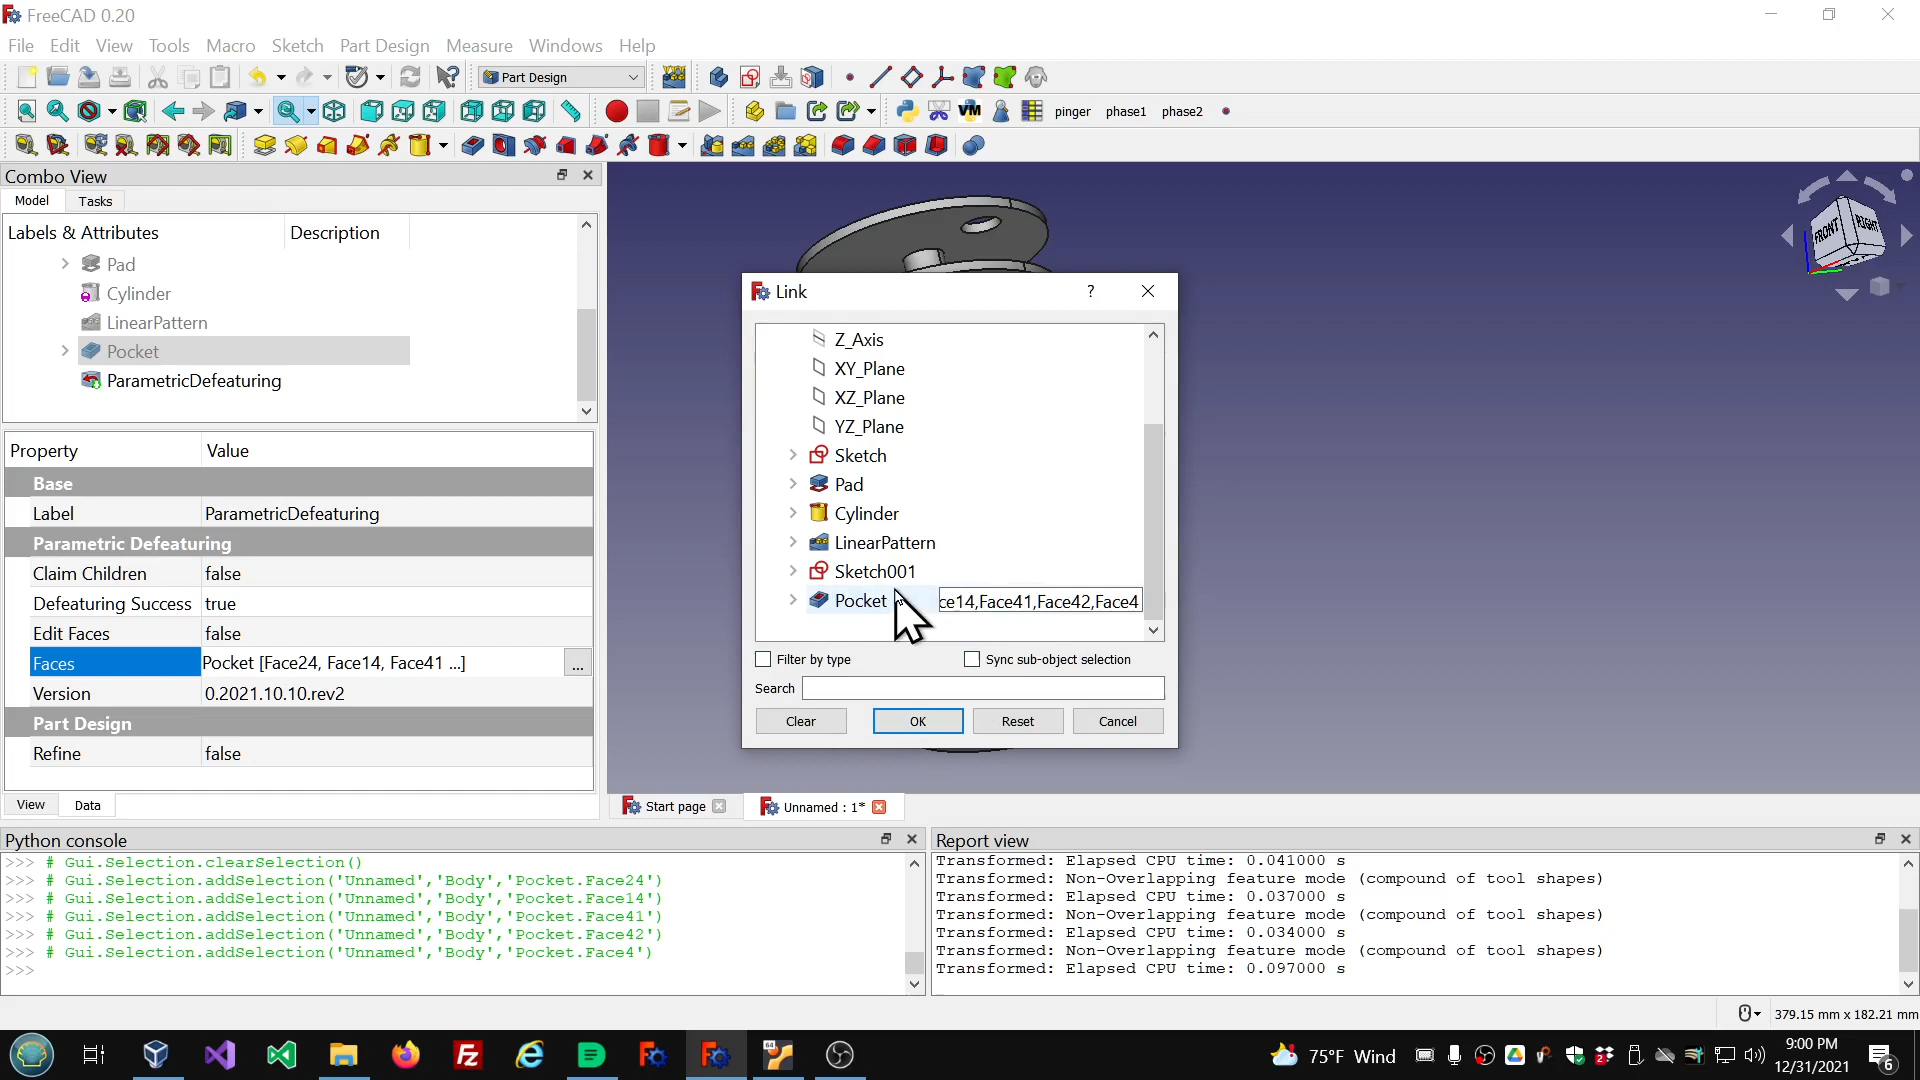 FreeCAD 0.20
File Edit View Tools Macro Sketch Part Design Measure Windows Help
Part Design
VM pinger phase1 phase2
Combo View
Model Tasks
Labels & Attributes Description
Pad
Cylinder
LinearPattern
Pocket
ParametricDefeaturing
Property Value
Base
Label ParametricDefeaturing
Parametric Defeaturing
Claim Children false
Defeaturing Success true
Edit Faces false
Faces Pocket [Face24, Face14, Face41 ...] ...
Version 0.2021.10.10.rev2
Part Design
Refine false
View Data
FRONT RIGHT
Link ?
Z_Axis
XY_Plane
XZ_Plane
YZ_Plane
Sketch
Pad
Cylinder
LinearPattern
Sketch001
Pocket ce14,Face41,Face42,Face4
Filter by type Sync sub-object selection
Search
Clear OK Reset Cancel
Start page Unnamed : 1*
Python console
>>> # Gui.Selection.clearSelection()
>>> # Gui.Selection.addSelection('Unnamed','Body','Pocket.Face24')
>>> # Gui.Selection.addSelection('Unnamed','Body','Pocket.Face14')
>>> # Gui.Selection.addSelection('Unnamed','Body','Pocket.Face41')
>>> # Gui.Selection.addSelection('Unnamed','Body','Pocket.Face42')
>>> # Gui.Selection.addSelection('Unnamed','Body','Pocket.Face4')
>>>
Report view
Transformed: Elapsed CPU time: 0.041000 s
Transformed: Non-Overlapping feature mode (compound of tool shapes)
Transformed: Elapsed CPU time: 0.037000 s
Transformed: Non-Overlapping feature mode (compound of tool shapes)
Transformed: Elapsed CPU time: 0.034000 s
Transformed: Non-Overlapping feature mode (compound of tool shapes)
Transformed: Elapsed CPU time: 0.097000 s
379.15 mm x 182.21 mm
75°F Wind
9:00 PM
12/31/2021
6